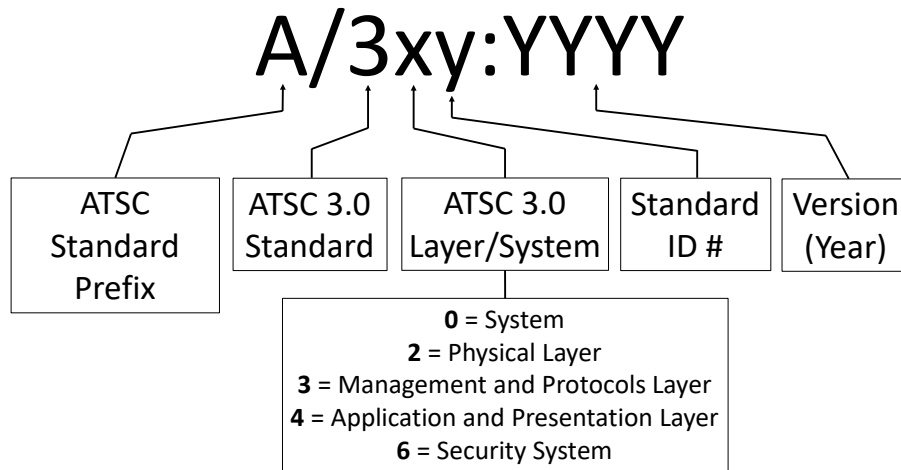 A/3xy:YYYY
ATSC
Standard
Prefix
ATSC 3.0
Standard
ATSC 3.0
Layer/System
Standard
ID #
Version
(Year)
0 = System
2 = Physical Layer
3 = Management and Protocols Layer
4 = Application and Presentation Layer
6 = Security System